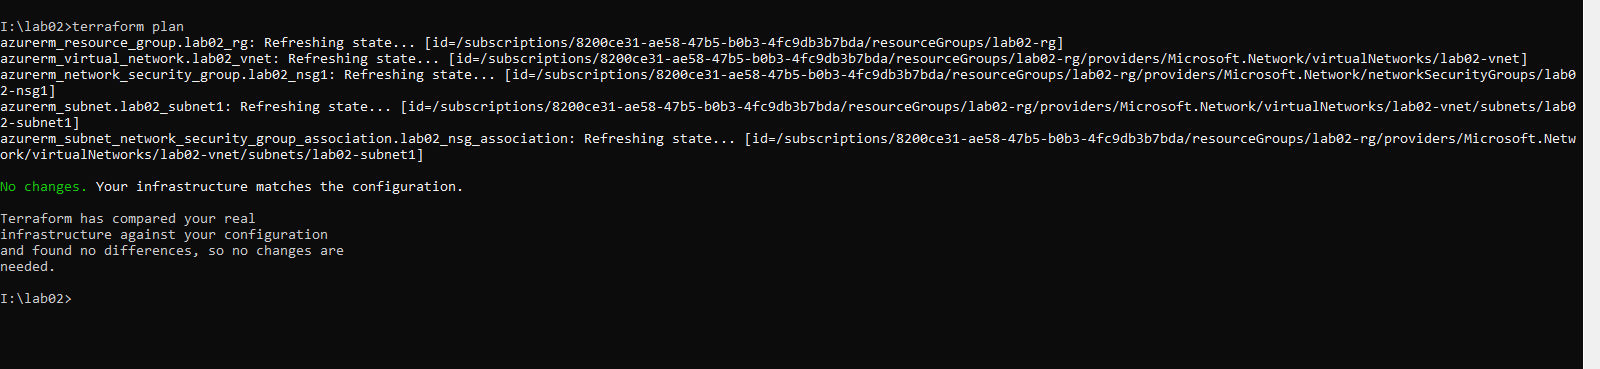 I:\lab02>terraform plan
azurerm_resource_group.lab02_rg: Refreshing state... [id=/subscriptions/8200ce31-ae58-47b5-b0b3-4fc9db3b7bda/resourceGroups/lab02-rg]
azurerm_virtual_network.lab02_vnet: Refreshing state... [id=/subscriptions/8200ce31-ae58-47b5-b0b3-4fc9db3b7bda/resourceGroups/lab02-rg/providers/Microsoft.Network/virtualNetworks/lab02-vnet]
azurerm_network_security_group.lab02_nsg1: Refreshing state... [id=/subscriptions/8200ce31-ae58-47b5-b0b3-4fc9db3b7bda/resourceGroups/lab02-rg/providers/Microsoft.Network/networkSecurityGroups/lab0
2-nsg1]
azurerm_subnet.lab02_subnet1: Refreshing state... [id=/subscriptions/8200ce31-ae58-47b5-b0b3-4fc9db3b7bda/resourceGroups/lab02-rg/providers/Microsoft.Network/virtualNetworks/lab02-vnet/subnets/lab0
2-subnet1]
azurerm_subnet_network_security_group_association.lab02_nsg_association: Refreshing state... [id=/subscriptions/8200ce31-ae58-47b5-b0b3-4fc9db3b7bda/resourceGroups/lab02-rg/providers/Microsoft.Netw
ork/virtualNetworks/lab02-vnet/subnets/lab02-subnet1]
No changes. Your infrastructure matches the configuration.
Terraform has compared your real
infrastructure against your configuration
and found no differences, so no changes are
needed.
I:\lab02>